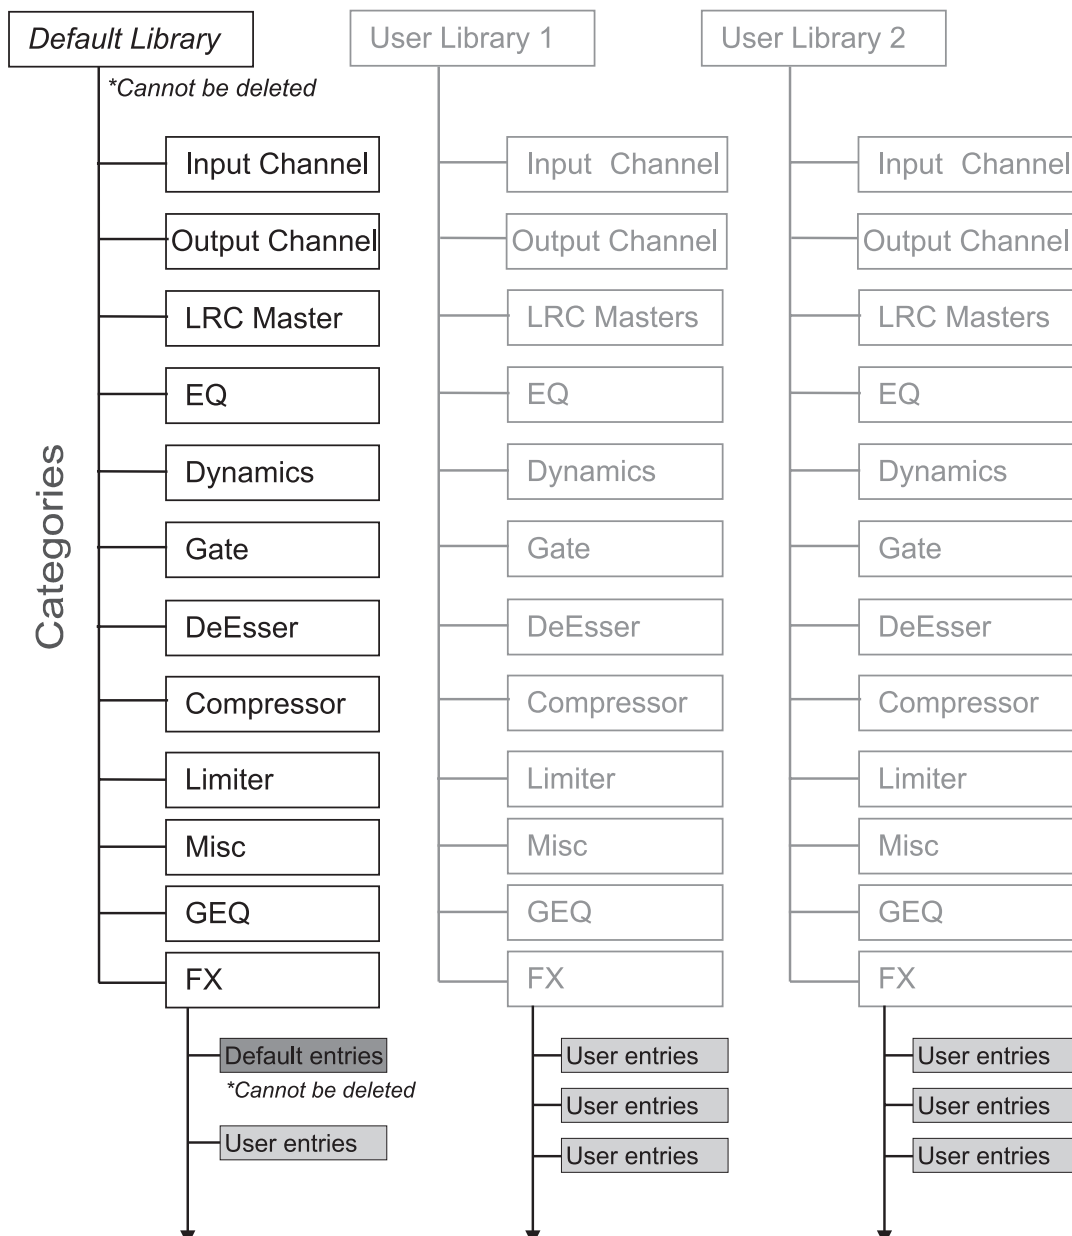 Default Library
User Library 1
User Library 2
*Cannot be deleted
Input Channel
Input Channel
Input Channel
Output Channel
Output Channel
Output Channel
LRC Master
LRC Masters
LRC Masters
EQ
EQ
EQ
Categories
Dynamics
Dynamics
Dynamics
Gate
Gate
Gate
DeEsser
DeEsser
DeEsser
Compressor
Compressor
Compressor
Limiter
Limiter
Limiter
Misc
Misc
Misc
GEQ
GEQ
GEQ
FX
FX
FX
Default entries
User entries
User entries
*Cannot be deleted
User entries
User entries
User entries
User entries
User entries